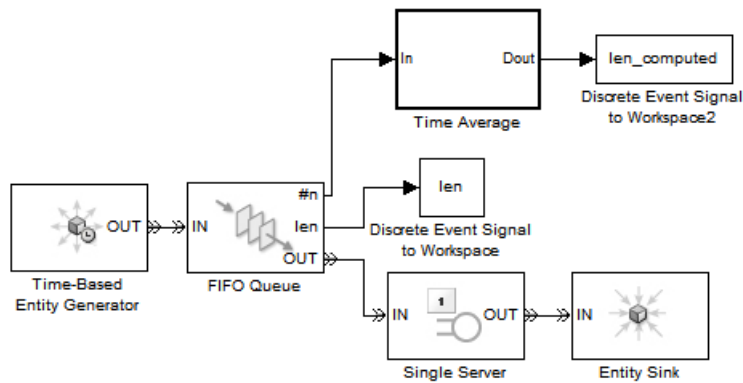 In
Dout
len_computed
Time Average
Discrete Event Signal
to Workspace2
#n
len
OUT
OUT
IN
len
Discrete Event Signal
to Workspace
Time-Based
Entity Generator
FIFO Queue
IN
1
OUT
IN
Single Server
Entity Sink